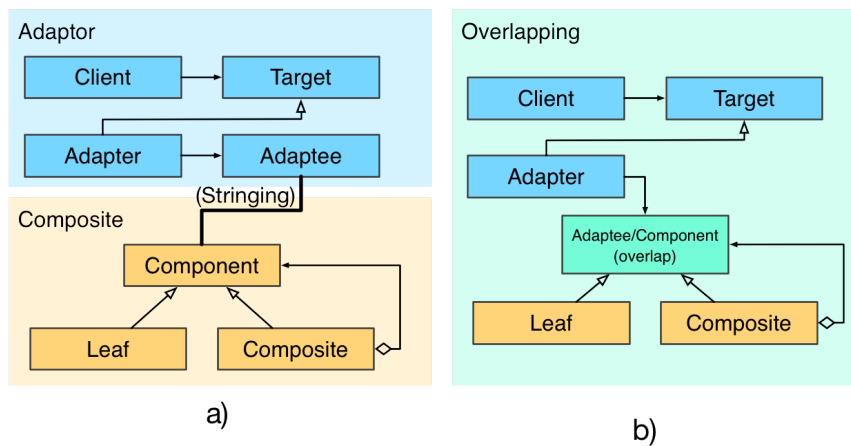 Adaptor
Client
Target
Adapter
Adaptee
(Stringing)
Composite
Component
Leaf
Composite
a)
Overlapping
Client
Target
Adapter
Adaptee/Component
(overlap)
Leaf
Composite
b)